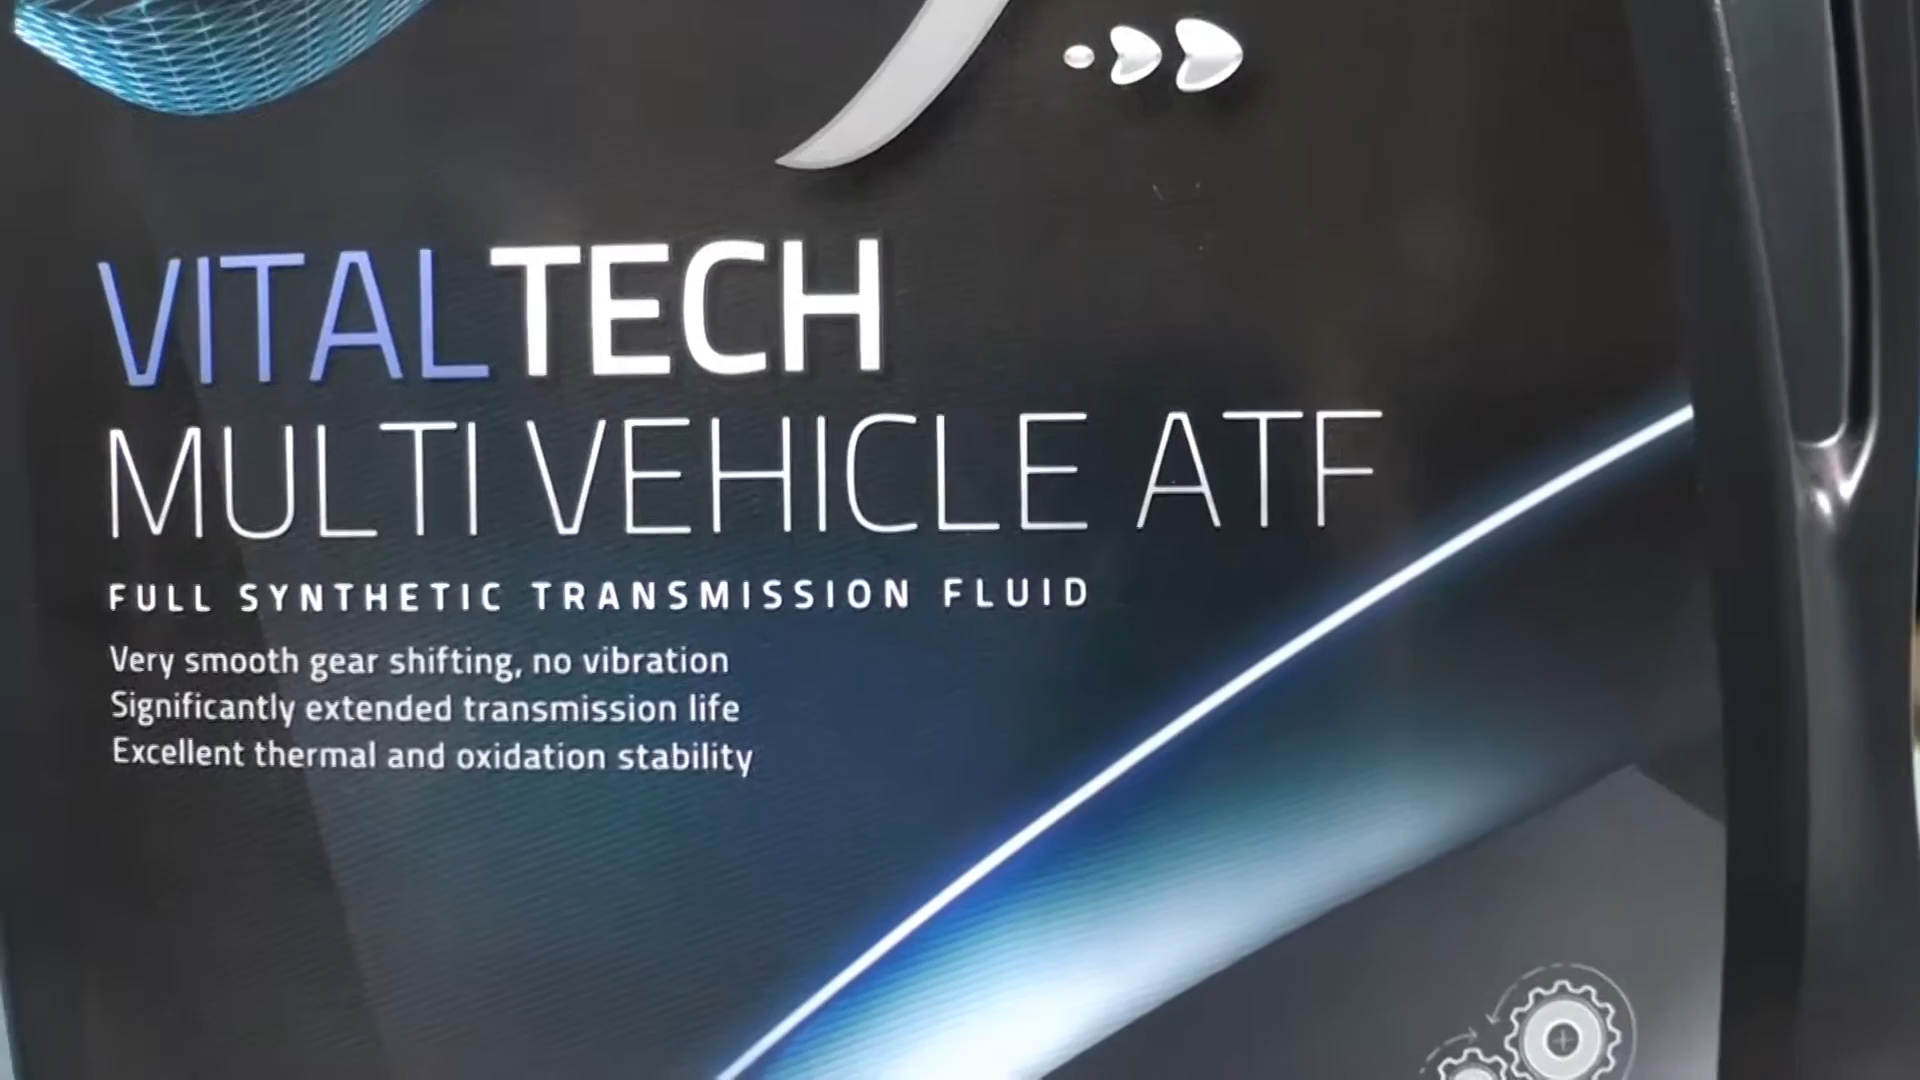 VITALTECH
MULTI VEHICLE ATF
FULL SYNTHETIC TRANSMISSION FLUID
Very smooth gear shifting, no vibration
Significantly extended transmission life
Excellent thermal and oxidation stability